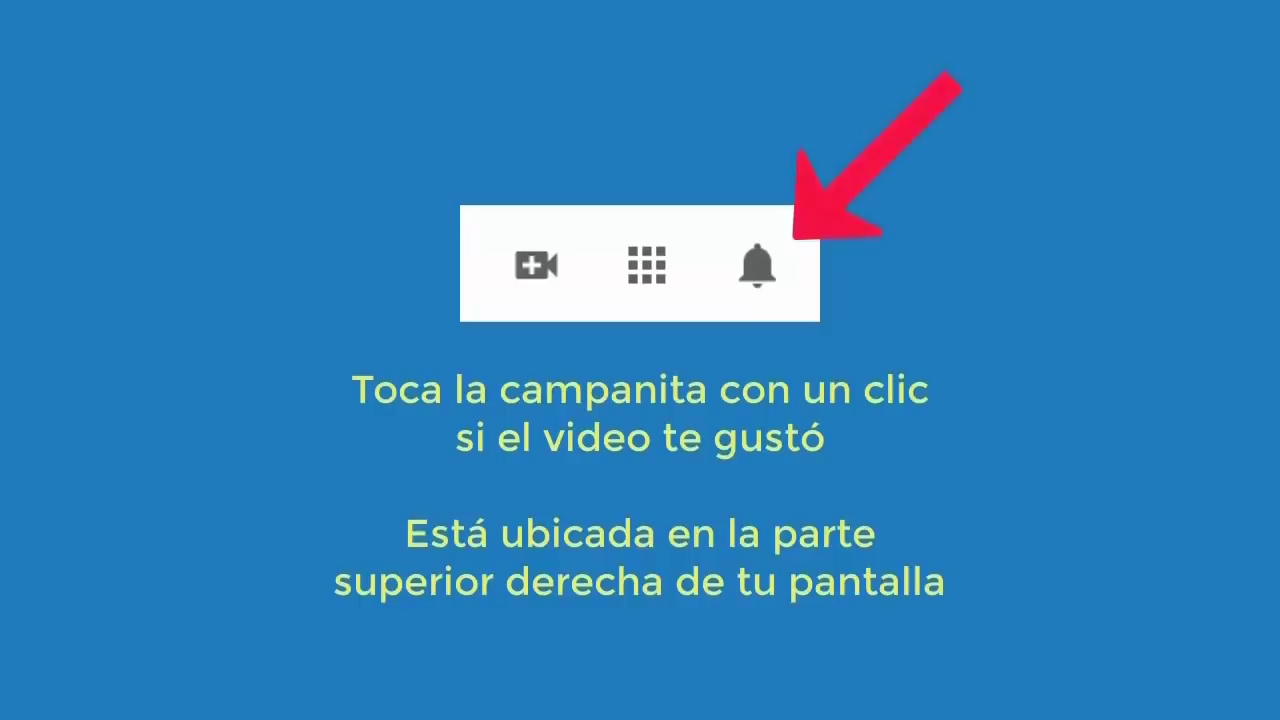 Toca la campanita con un clic
si el video te gustó
Está ubicada en la parte
superior derecha de tu pantalla